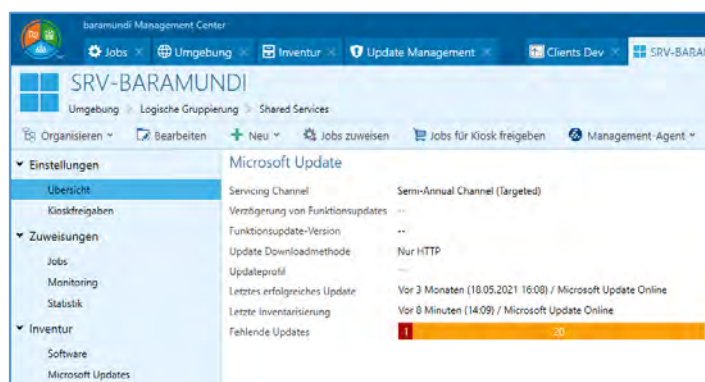 baramundi Management Center
Jobs Umgebung Inventur Update Management Clients Dev SRV-BARA
SRV-BARAMUNDI
Umgebung Logische Gruppierung Shared Services
Organisieren Bearbeiten Neu Jobs zuweisen Jobs für Kiosk freigeben Management-Agent
Einstellungen
Übersicht
Kioskfreigaben
Zuweisungen
Jobs
Monitoring
Statistik
Inventur
Software
Microsoft Updates
Microsoft Update
Servicing Channel Semi-Annual Channel (Targeted)
Verzögerung von Funktionsupdates --
Funktionsupdate-Version --
Update Downloadmethode Nur HTTP
Updateprofil --
Letztes erfolgreiches Update Vor 3 Monaten (18.05.2021 16:08) / Microsoft Update Online
Letzte Inventarisierung Vor 8 Minuten (14:09) / Microsoft Update Online
Fehlende Updates 1 20